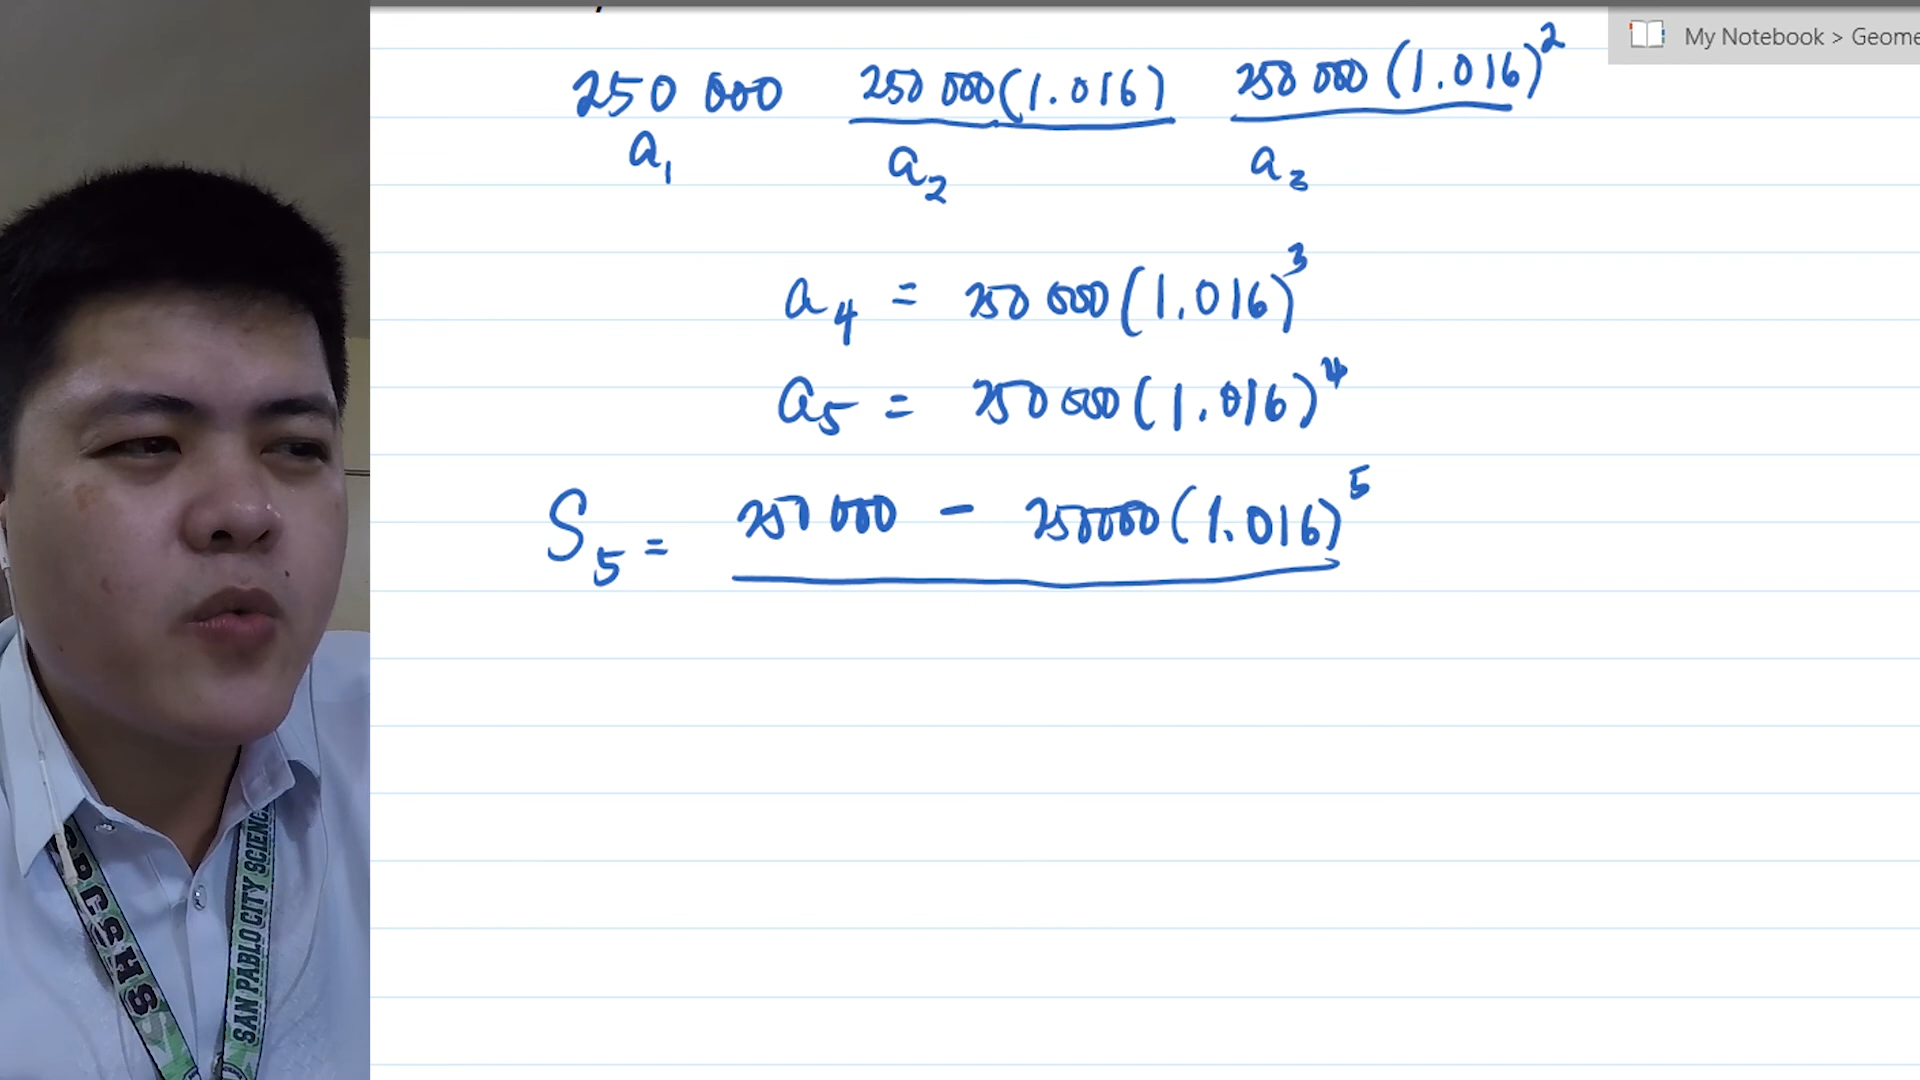 My Notebook > Geome
250 000 250 000(1.016) 250 000(1.016)²
a₁ a₂ a₃
a₄ = 250 000(1.016)³
a₅ = 250 000(1.016)⁴
S₅ = 250 000 - 250000(1.016)⁵
SPCSHS
SAN PABLO CITY SCIENC